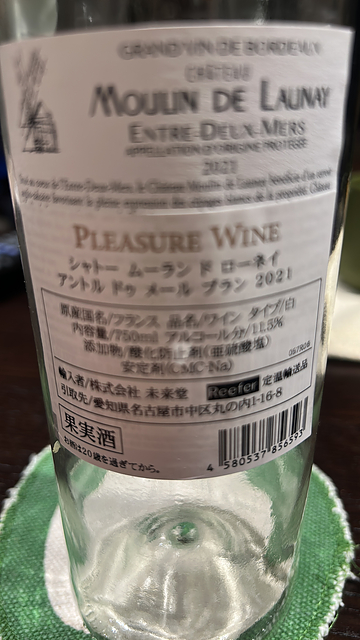 GRAND VIN DE BORDEAUX
CHÂTEAU
MOULIN DE LAUNAY
ENTRE-DEUX-MERS
APPELLATION D'ORIGINE PROTÉGÉE
2021
PLEASURE WINE
シャトー ムーラン ド ローネイ
アントル ドゥ メール ブラン 2021
原産国名/フランス 品名/ワイン タイプ/白
内容量/750ml アルコール分/11.5%
添加物/酸化防止剤(亜硫酸塩)
安定剤(CMC-Na)
輸入者/株式会社 未来堂 Reefer 定温輸送品
引取先/愛知県名古屋市中区丸の内1-16-8
果実酒
お酒は20歳を過ぎてから。
4 580537 856595